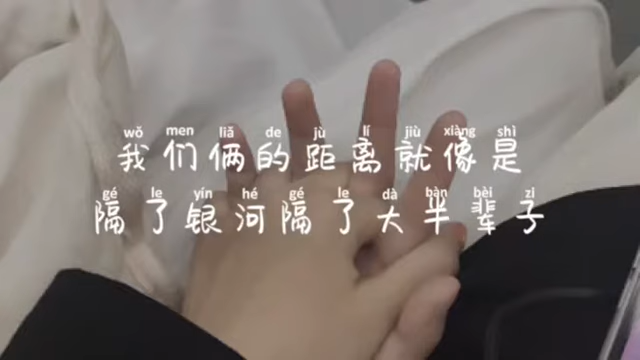 wǒ men liǎ de jù lí jiù xiàng shì
我们俩的距离就像是
gé le yín hé gé le dà bàn bèi zi
隔了银河隔了大半辈子